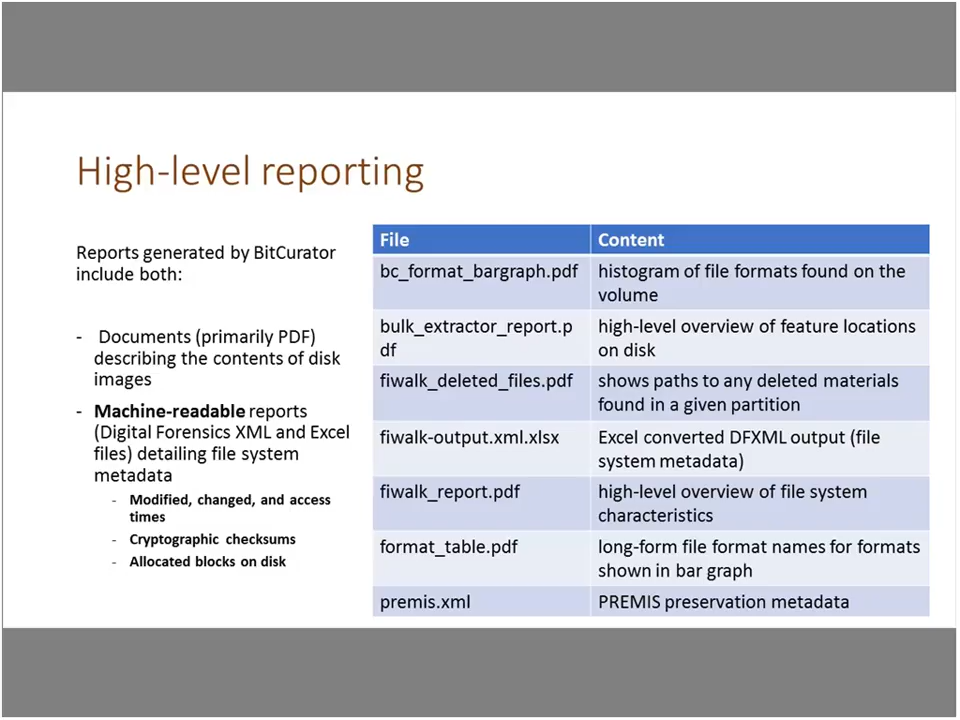 High-level reporting
Reports generated by BitCurator
include both:
- Documents (primarily PDF)
describing the contents of disk
images
- Machine-readable reports
(Digital Forensics XML and Excel
files) detailing file system
metadata
- Modified, changed, and access
times
- Cryptographic checksums
- Allocated blocks on disk
File Content
bc_format_bargraph.pdf histogram of file formats found on the
volume
bulk_extractor_report.p high-level overview of feature locations
df on disk
fiwalk_deleted_files.pdf shows paths to any deleted materials
found in a given partition
fiwalk-output.xml.xlsx Excel converted DFXML output (file
system metadata)
fiwalk_report.pdf high-level overview of file system
characteristics
format_table.pdf long-form file format names for formats
shown in bar graph
premis.xml PREMIS preservation metadata